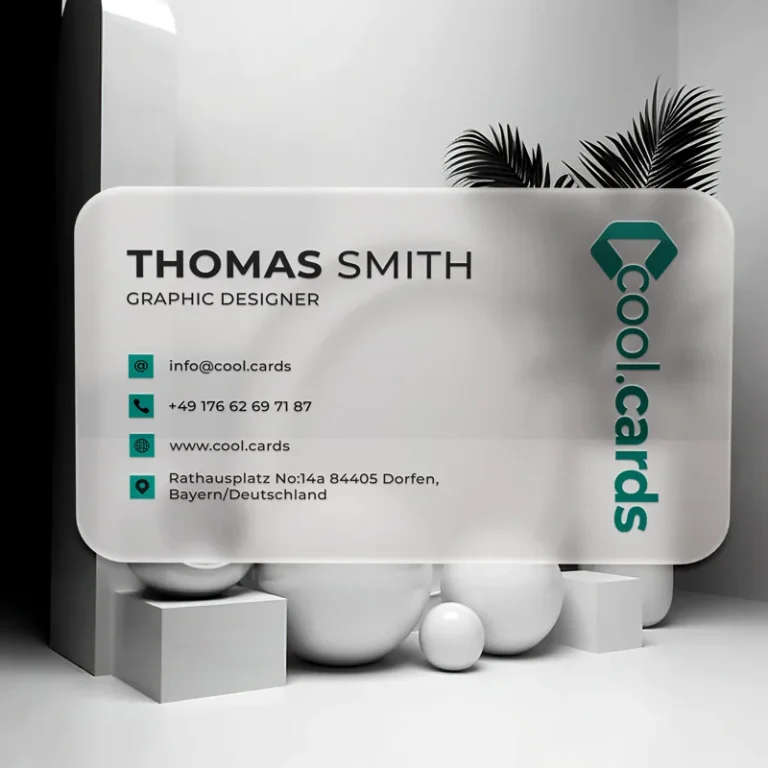 THOMAS SMITH
GRAPHIC DESIGNER
info@cool.cards
+49 176 62 69 71 87
www.cool.cards
Rathausplatz No:14a 84405 Dorfen,
Bayern/Deutschland
cool.cards